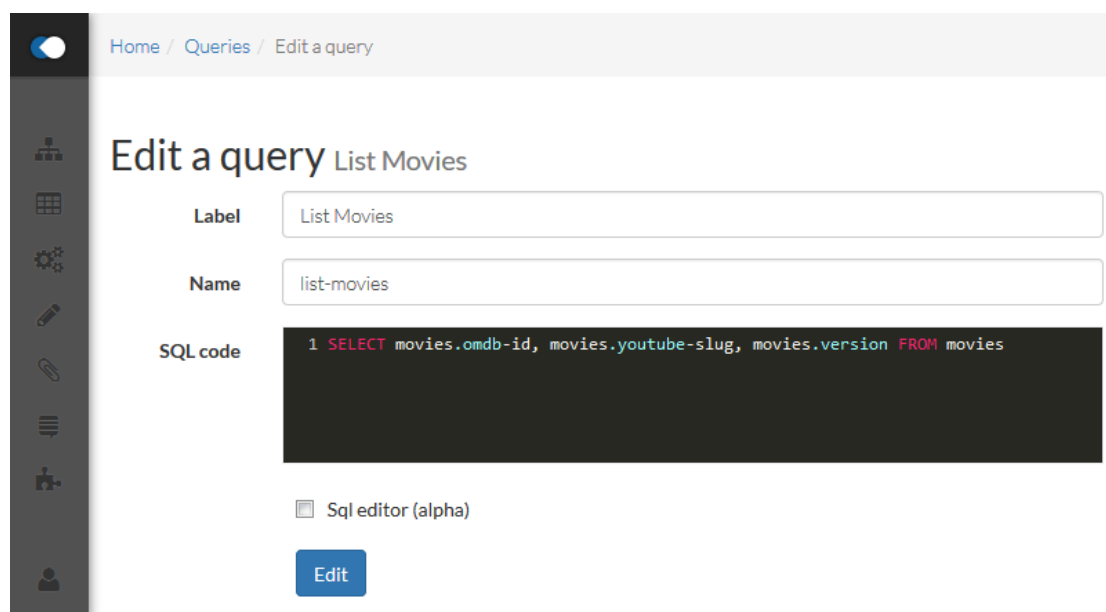 Home / Queries / Edit a query
Edit a query List Movies
Label List Movies
Name list-movies
SQL code 1 SELECT movies.omdb-id, movies.youtube-slug, movies.version FROM movies
Sql editor (alpha)
Edit